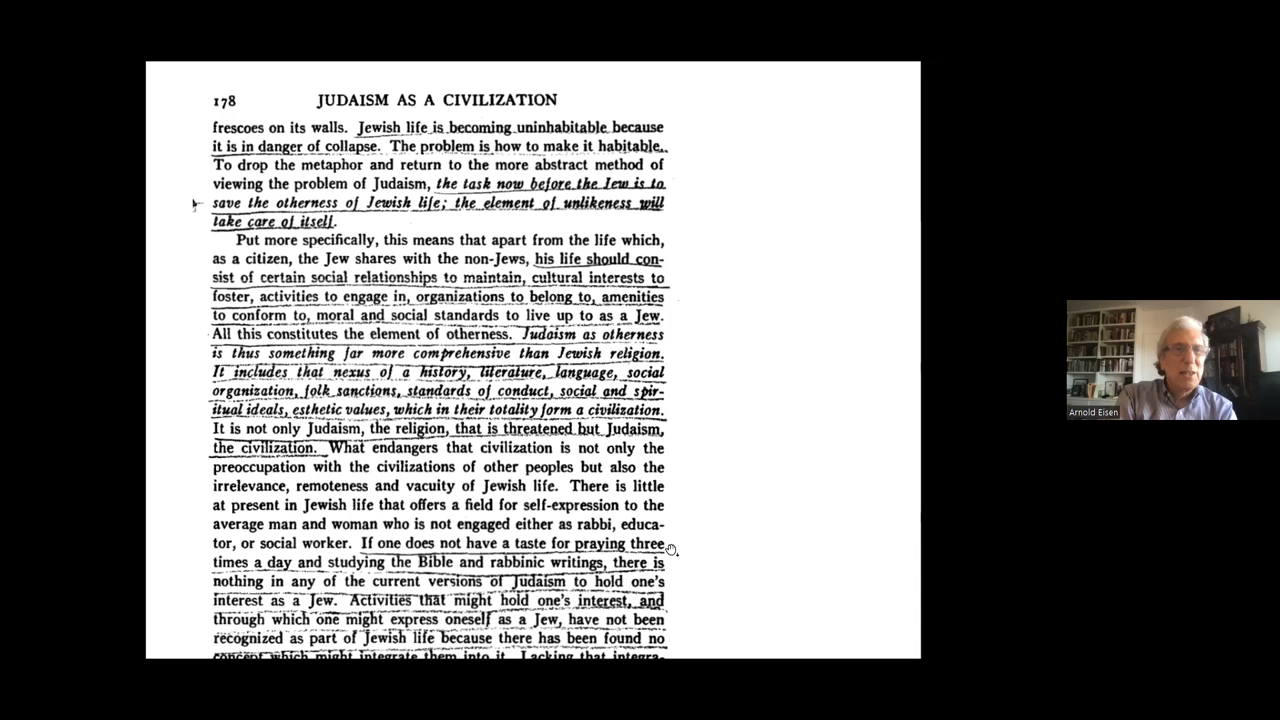 178 JUDAISM AS A CIVILIZATION
frescoes on its walls. Jewish life is becoming uninhabitable because
it is in danger of collapse. The problem is how to make it habitable.
To drop the metaphor and return to the more abstract method of
viewing the problem of Judaism, the task now before the Jew is to
save the otherness of Jewish life; the element of unlikeness will
take care of itself.
Put more specifically, this means that apart from the life which,
as a citizen, the Jew shares with the non-Jews, his life should con-
sist of certain social relationships to maintain, cultural interests to
foster, activities to engage in, organizations to belong to, amenities
to conform to, moral and social standards to live up to as a Jew.
All this constitutes the element of otherness. Judaism as otherness
is thus something far more comprehensive than Jewish religion.
It includes that nexus of a history, literature, language, social
organization, folk sanctions, standards of conduct, social and spir-
itual ideals, esthetic values, which in their totality form a civilization.
It is not only Judaism, the religion, that is threatened but Judaism,
the civilization. What endangers that civilization is not only the
preoccupation with the civilizations of other peoples but also the
irrelevance, remoteness and vacuity of Jewish life. There is little
at present in Jewish life that offers a field for self-expression to the
average man and woman who is not engaged either as rabbi, educa-
tor, or social worker. If one does not have a taste for praying three
times a day and studying the Bible and rabbinic writings, there is
nothing in any of the current versions of Judaism to hold one's
interest as a Jew. Activities that might hold one's interest, and
through which one might express oneself as a Jew, have not been
recognized as part of Jewish life because there has been found no
concept which might integrate them into it. Lacking that integra-
Arnold Eisen